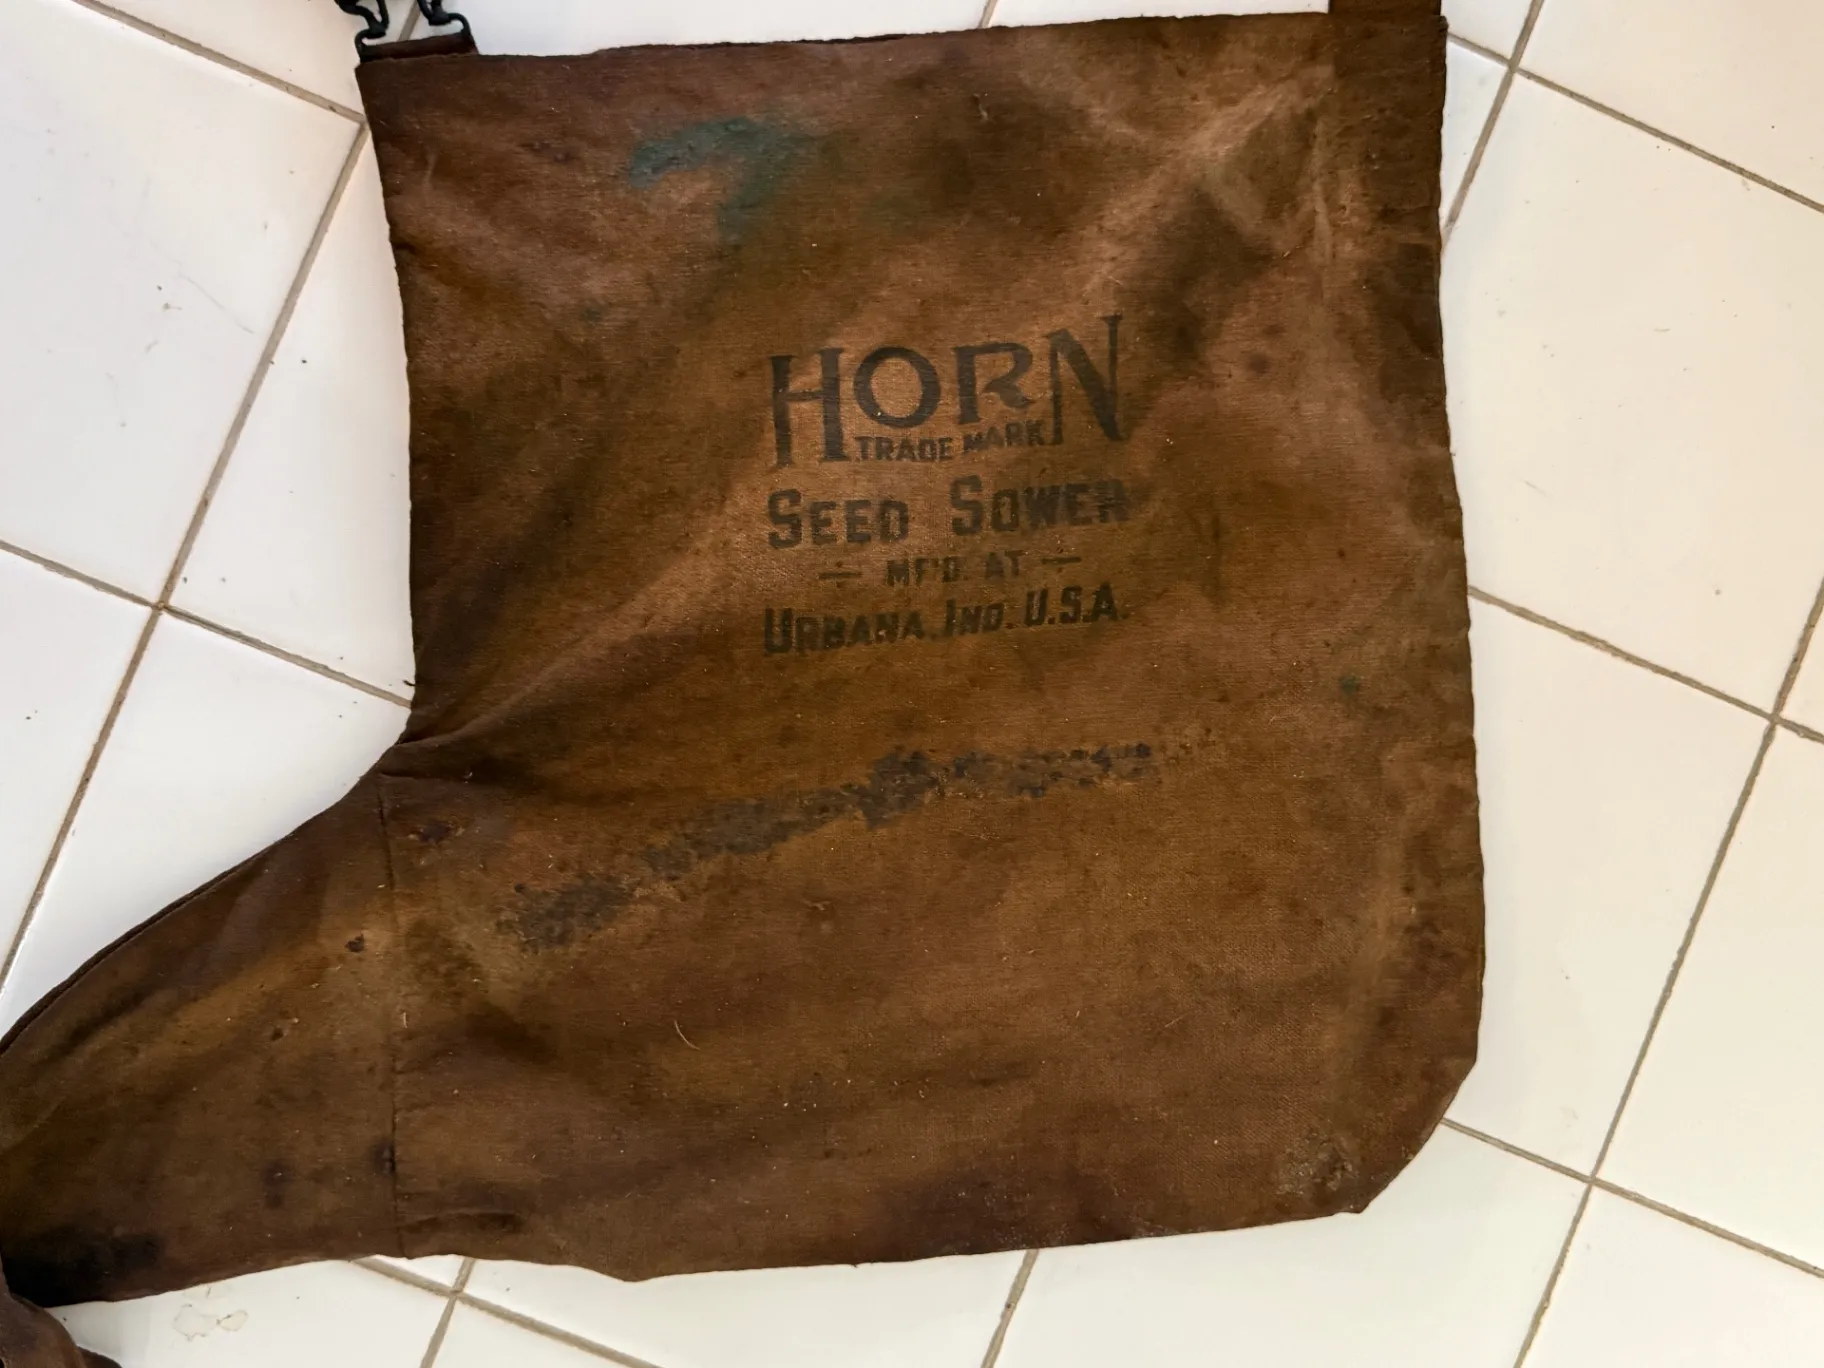 HORN
TRADE MARK
SEED SOWER
MF'D. AT
URBANA, IND. U.S.A.